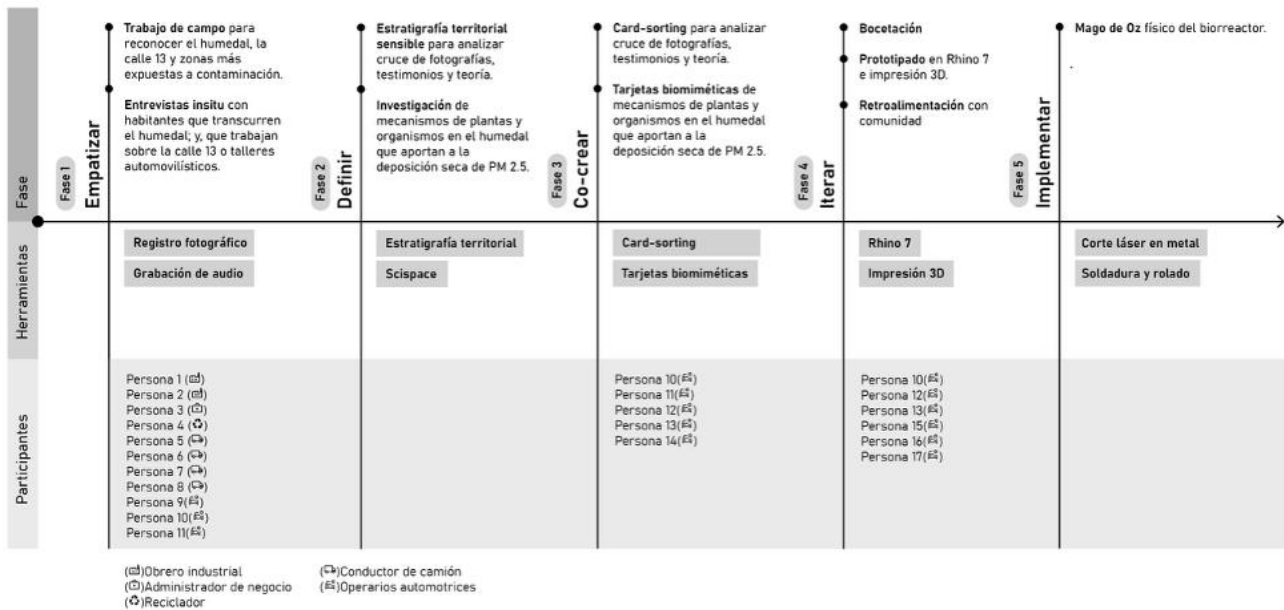 Fase
Fase 1
Empatizar
Trabajo de campo para
reconocer el humedal, la
calle 13 y zonas más
expuestas a contaminación.
Entrevistas insitu con
habitantes que transcurren
el humedal; y, que trabajan
sobre la calle 13 o talleres
automovilísticos.
Fase 2
Definir
Estratigrafía territorial
sensible para analizar
cruce de fotografías,
testimonios y teoría.
Investigación de
mecanismos de plantas y
organismos en el humedal
que aportan a la
deposición seca de PM 2.5.
Fase 3
Co-crear
Card-sorting para analizar
cruce de fotografías,
testimonios y teoría.
Tarjetas biomiméticas de
mecanismos de plantas y
organismos en el humedal
que aportan a la
deposición seca de PM 2.5.
Fase 4
Iterar
Bocetación
Prototipado en Rhino 7
e impresión 3D.
Retroalimentación con
comunidad
Fase 5
Implementar
Mago de Oz físico del biorreactor.
.
Herramientas
Registro fotográfico
Grabación de audio
Estratigrafía territorial
Scispace
Card-sorting
Tarjetas biomiméticas
Rhino 7
Impresión 3D
Corte láser en metal
Soldadura y rolado
Participantes
Persona 1 ( )
Persona 2 ( )
Persona 3 ( )
Persona 4 ( )
Persona 5 ( )
Persona 6 ( )
Persona 7 ( )
Persona 8 ( )
Persona 9( )
Persona 10( )
Persona 11( )
Persona 10( )
Persona 11( )
Persona 12( )
Persona 13( )
Persona 14( )
Persona 10( )
Persona 12( )
Persona 13( )
Persona 15( )
Persona 16( )
Persona 17( )
( )Obrero industrial
( )Administrador de negocio
( )Reciclador
( )Conductor de camión
( )Operarios automotrices